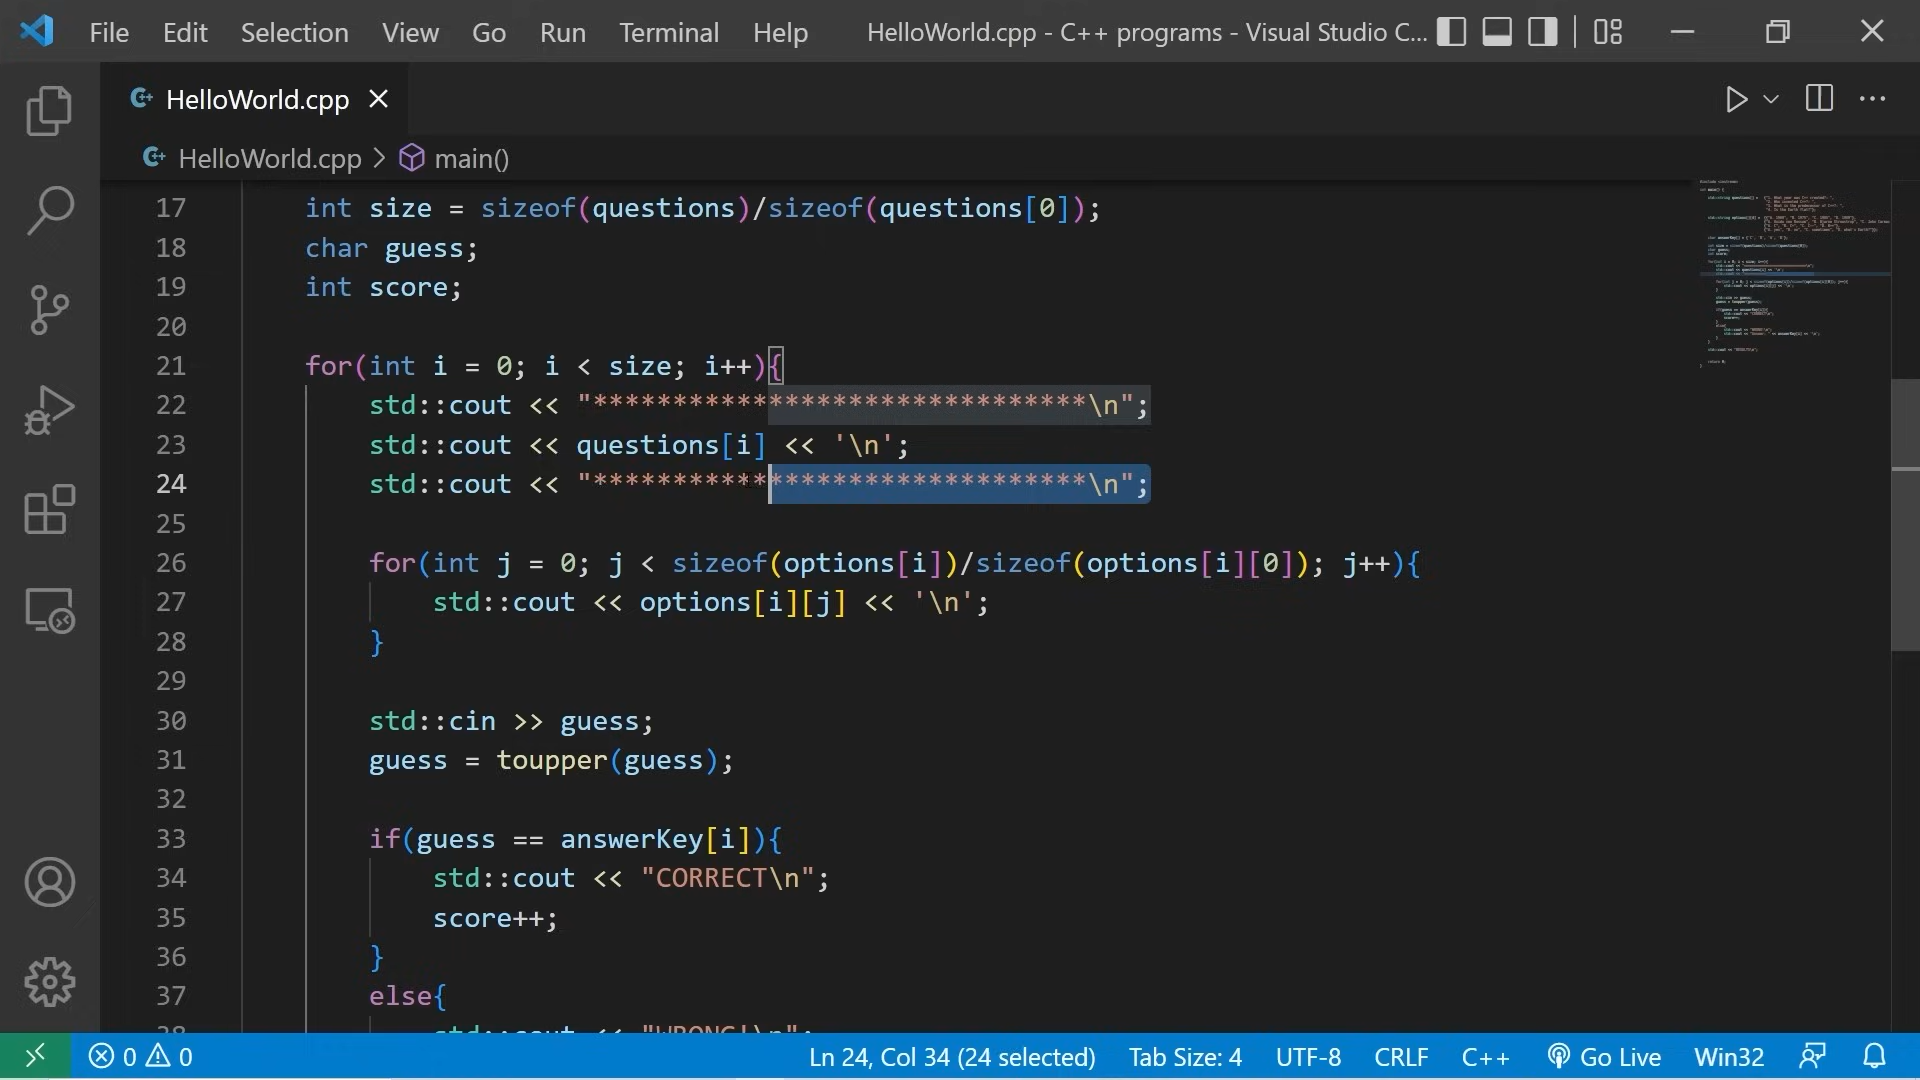 File Edit Selection View Go Run Terminal Help HelloWorld.cpp - C++ programs - Visual Studio C...
HelloWorld.cpp
HelloWorld.cpp > main()
17 int size = sizeof(questions)/sizeof(questions[0]);
18 char guess;
19 int score;
20
21 for(int i = 0; i < size; i++){
22 std::cout << "*******************************\n";
23 std::cout << questions[i] << '\n';
24 std::cout << "*******************************\n";
25
26 for(int j = 0; j < sizeof(options[i])/sizeof(options[i][0]); j++){
27 std::cout << options[i][j] << '\n';
28 }
29
30 std::cin >> guess;
31 guess = toupper(guess);
32
33 if(guess == answerKey[i]){
34 std::cout << "CORRECT\n";
35 score++;
36 }
37 else{
38 std::cout << "WRONG!\n";
0 0 Ln 24, Col 34 (24 selected) Tab Size: 4 UTF-8 CRLF C++ Go Live Win32